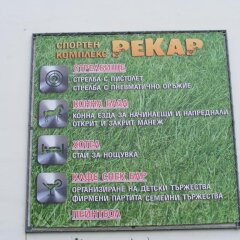 СПОРТЕН
КОМПЛЕКС РЕКАР
СТРЕЛБИЩЕ
СТРЕЛБА С ПИСТОЛЕТ,
СТРЕЛБА С ПНЕВМАТИЧНО ОРЪЖИЕ
КОННА БАЗА
КОННА ЕЗДА ЗА НАЧИНАЕЩИ И НАПРЕДНАЛИ
ОТКРИТ И ЗАКРИТ МАНЕЖ
ХОТЕЛ
СТАИ ЗА НОЩУВКА
КАФЕ СНЕК БАР
ОРГАНИЗИРАНЕ НА ДЕТСКИ ТЪРЖЕСТВА
ФИРМЕНИ ПАРТИТА СЕМЕЙНИ ТЪРЖЕСТВА
ПЕЙНТБОЛ